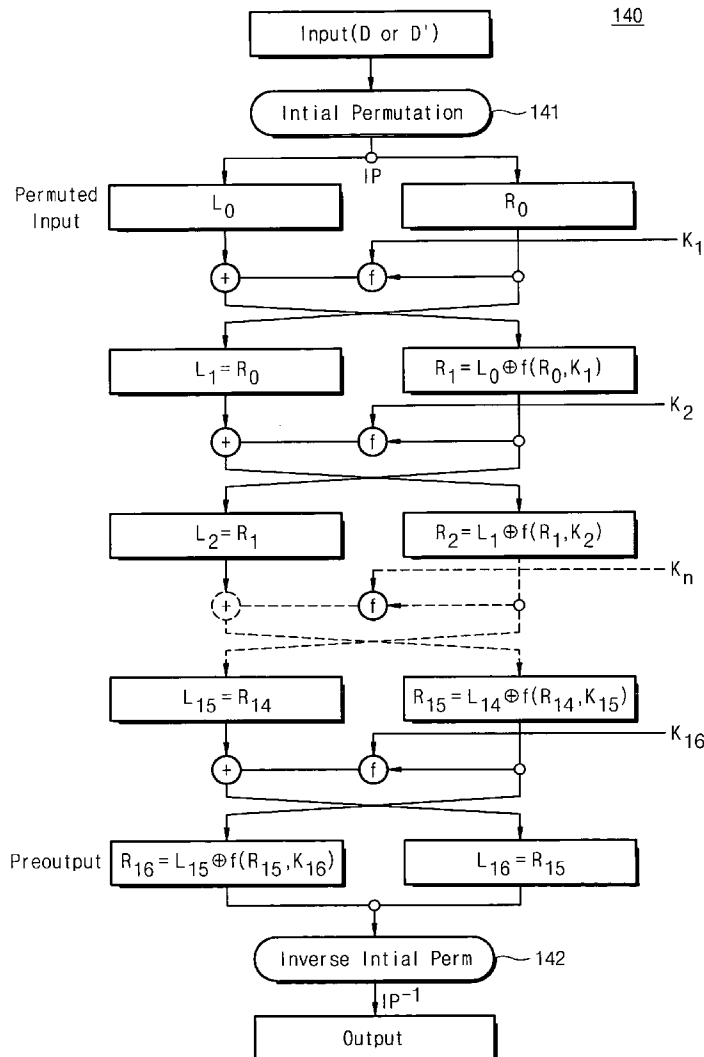 140
Input(D or D')
Intial Permutation
141
IP
Permuted
Input
L₀
R₀
K₁
+
f
L₁=R₀
R₁=L₀⊕f(R₀,K₁)
K₂
+
f
L₂=R₁
R₂=L₁⊕f(R₁,K₂)
Kₙ
+
f
L₁₅=R₁₄
R₁₅=L₁₄⊕f(R₁₄,K₁₅)
K₁₆
+
f
Preoutput
R₁₆=L₁₅⊕f(R₁₅,K₁₆)
L₁₆=R₁₅
Inverse Intial Perm
142
IP⁻¹
Output